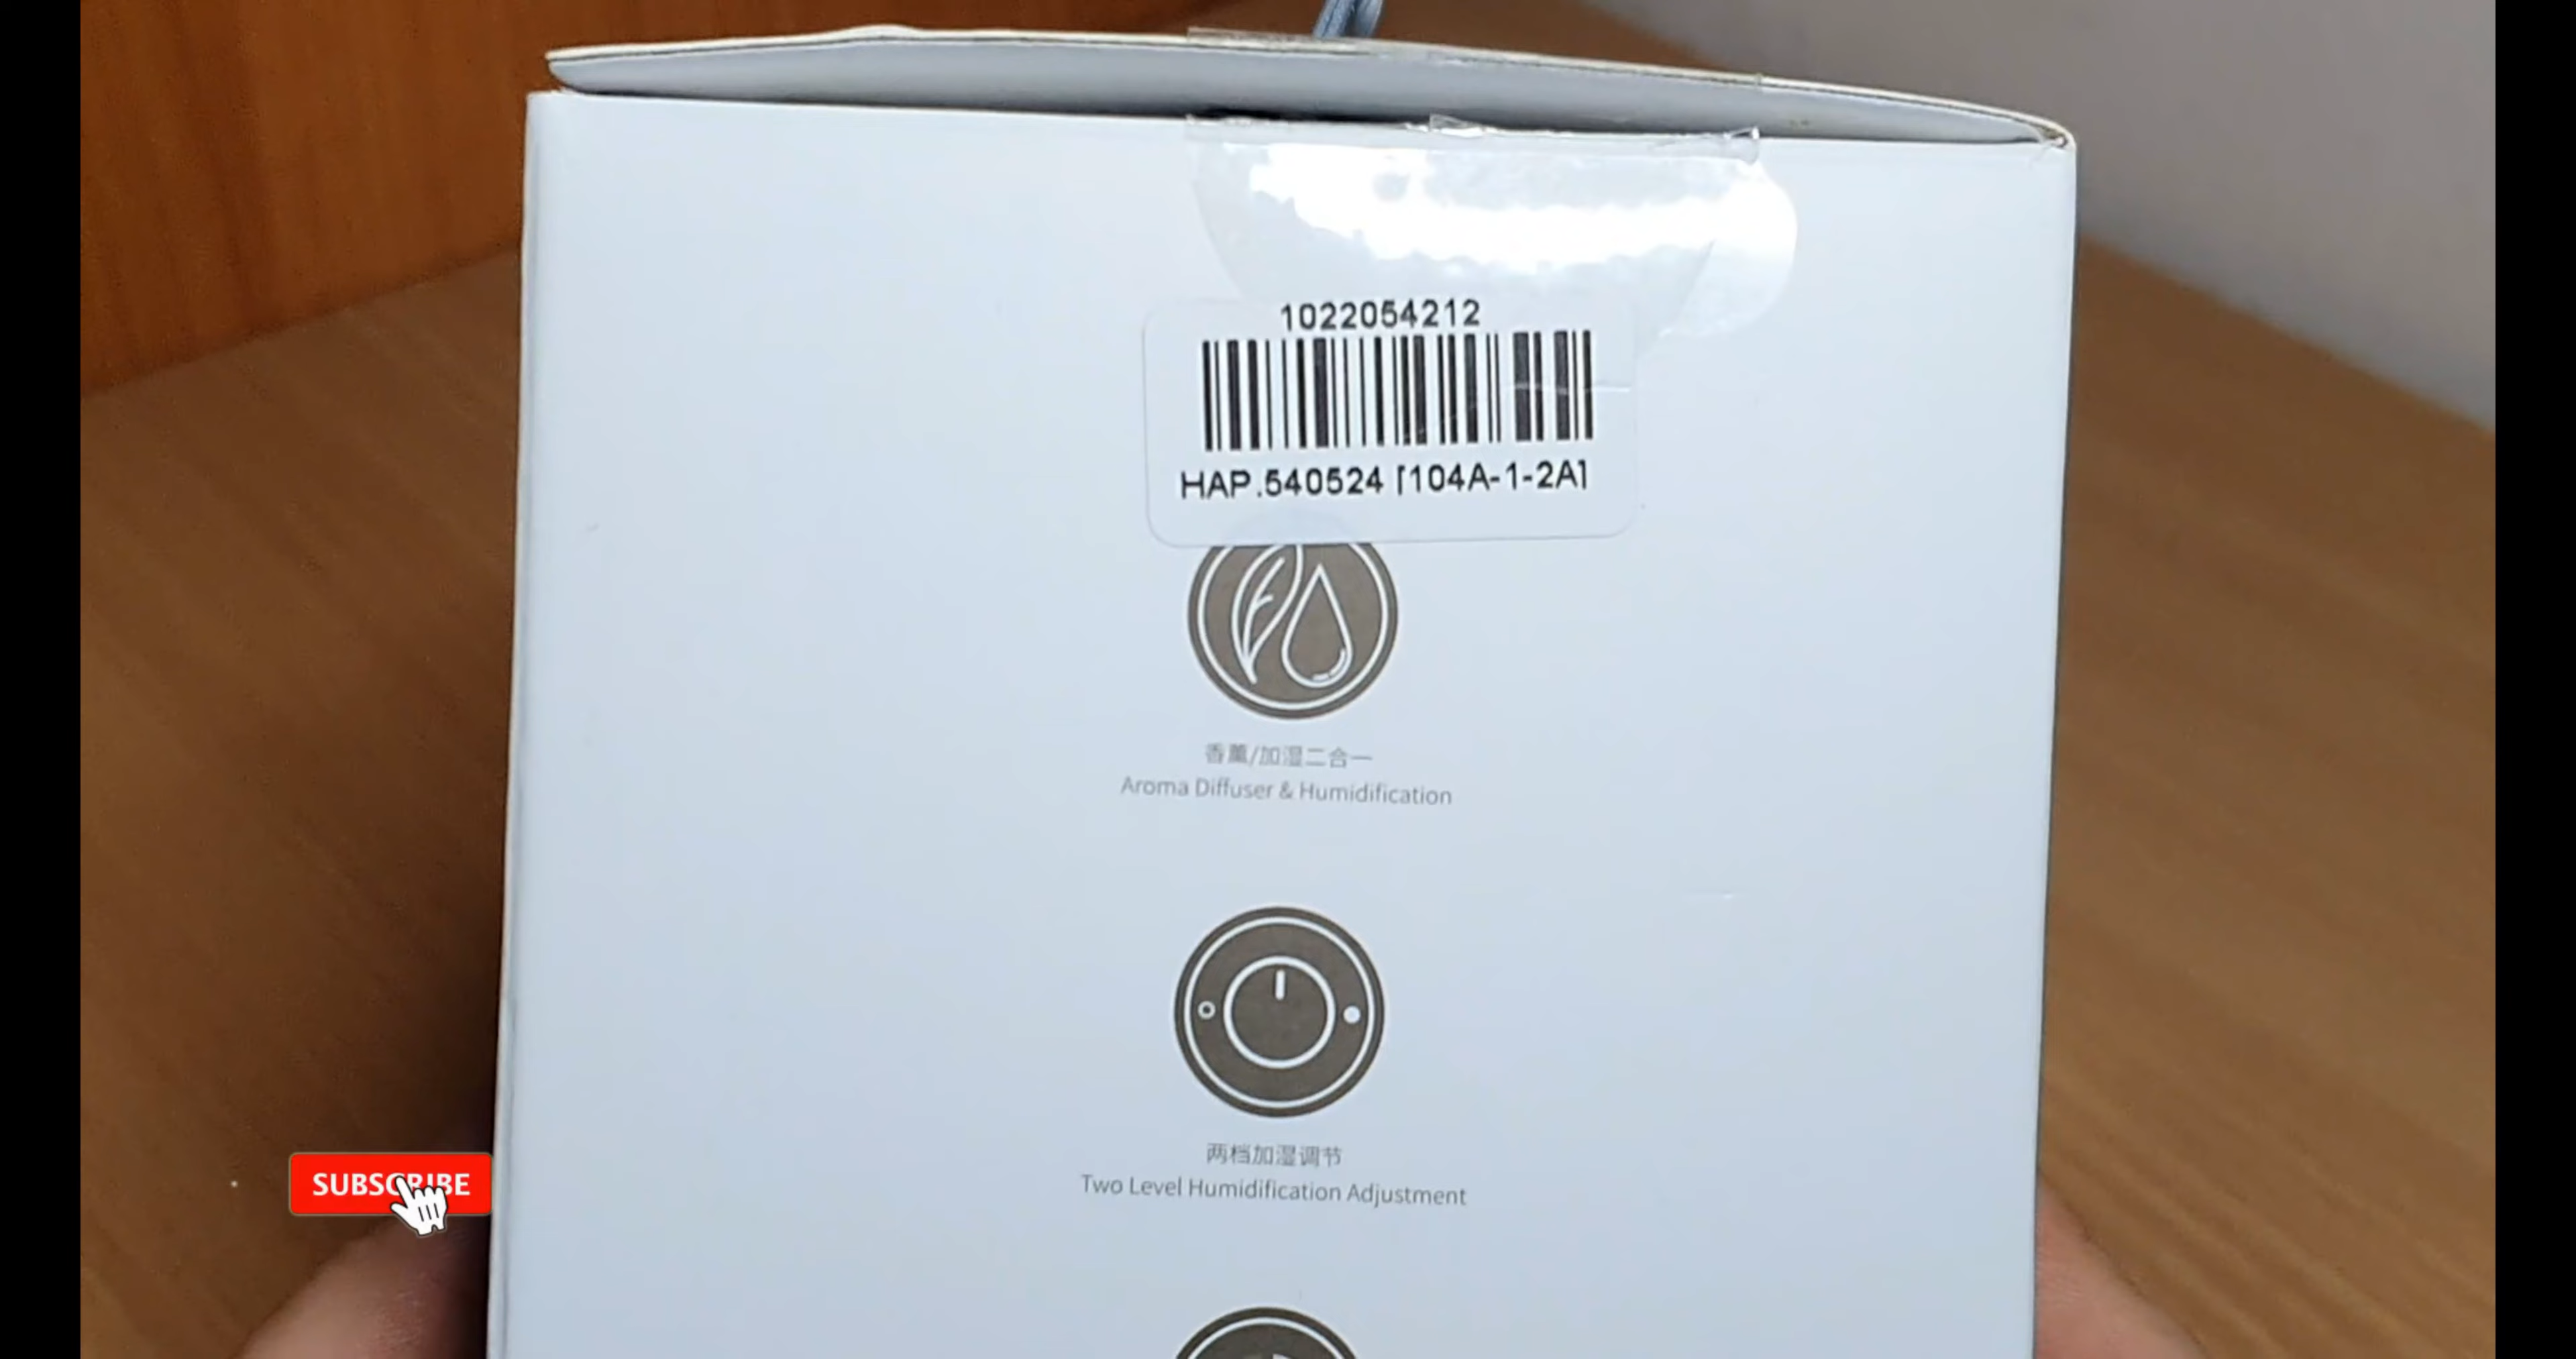 1022054212
HAP.540524 [104A-1-2A]
香薰/加湿二合一
Aroma Diffuser & Humidification
两档加湿调节
Two Level Humidification Adjustment
SUBSCRIBE